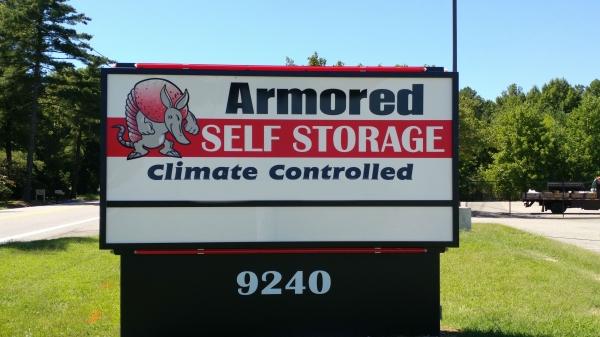 Armored
SELF STORAGE
Climate Controlled
9240